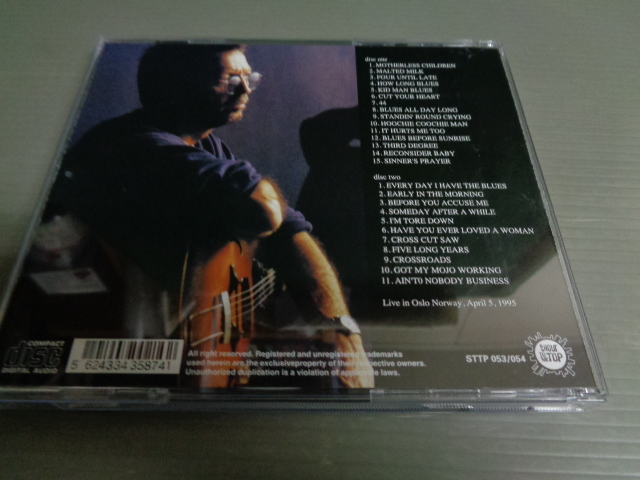 disc one
1. MOTHERLESS CHILDREN
2. MALTED MILK
3. FOUR UNTIL LATE
4. HOW LONG BLUES
5. KID MAN BLUES
6. CUT YOUR HEART
7. 44
8. BLUES ALL DAY LONG
9. STANDIN' ROUND CRYING
10. HOOCHIE COOCHIE MAN
11. IT HURTS ME TOO
12. BLUES BEFORE SUNRISE
13. THIRD DEGREE
14. RECONSIDER BABY
15. SINNER'S PRAYER
disc two
1. EVERY DAY I HAVE THE BLUES
2. EARLY IN THE MORNING
3. BEFORE YOU ACCUSE ME
4. SOMEDAY AFTER A WHILE
5. I'M TORE DOWN
6. HAVE YOU EVER LOVED A WOMAN
7. CROSS CUT SAW
8. FIVE LONG YEARS
9. CROSSROADS
10. GOT MY MOJO WORKING
11. AIN'T0 NOBODY BUSINESS
Live in Oslo Norway, April 5, 1995
COMPACT
disc
DIGITAL AUDIO
5 624334 358741
All right reserved. Registered and unregistered trademarks
used herein are the exclusiveproperty of their respective owners.
Unauthorized duplication is a violation of applicable laws.
STTP 053/054
TOP